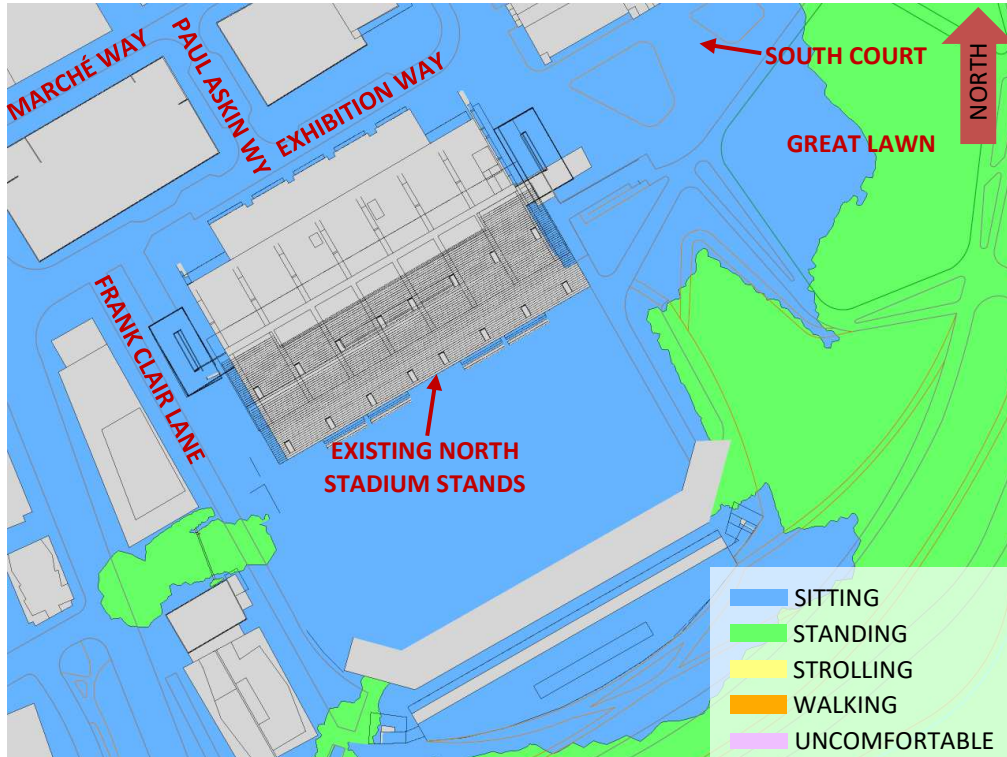 MARCHÉ WAY
PAUL ASKIN WY
EXHIBITION WAY
SOUTH COURT
NORTH
GREAT LAWN
FRANK CLAIR LANE
EXISTING NORTH
STADIUM STANDS
SITTING
STANDING
STROLLING
WALKING
UNCOMFORTABLE